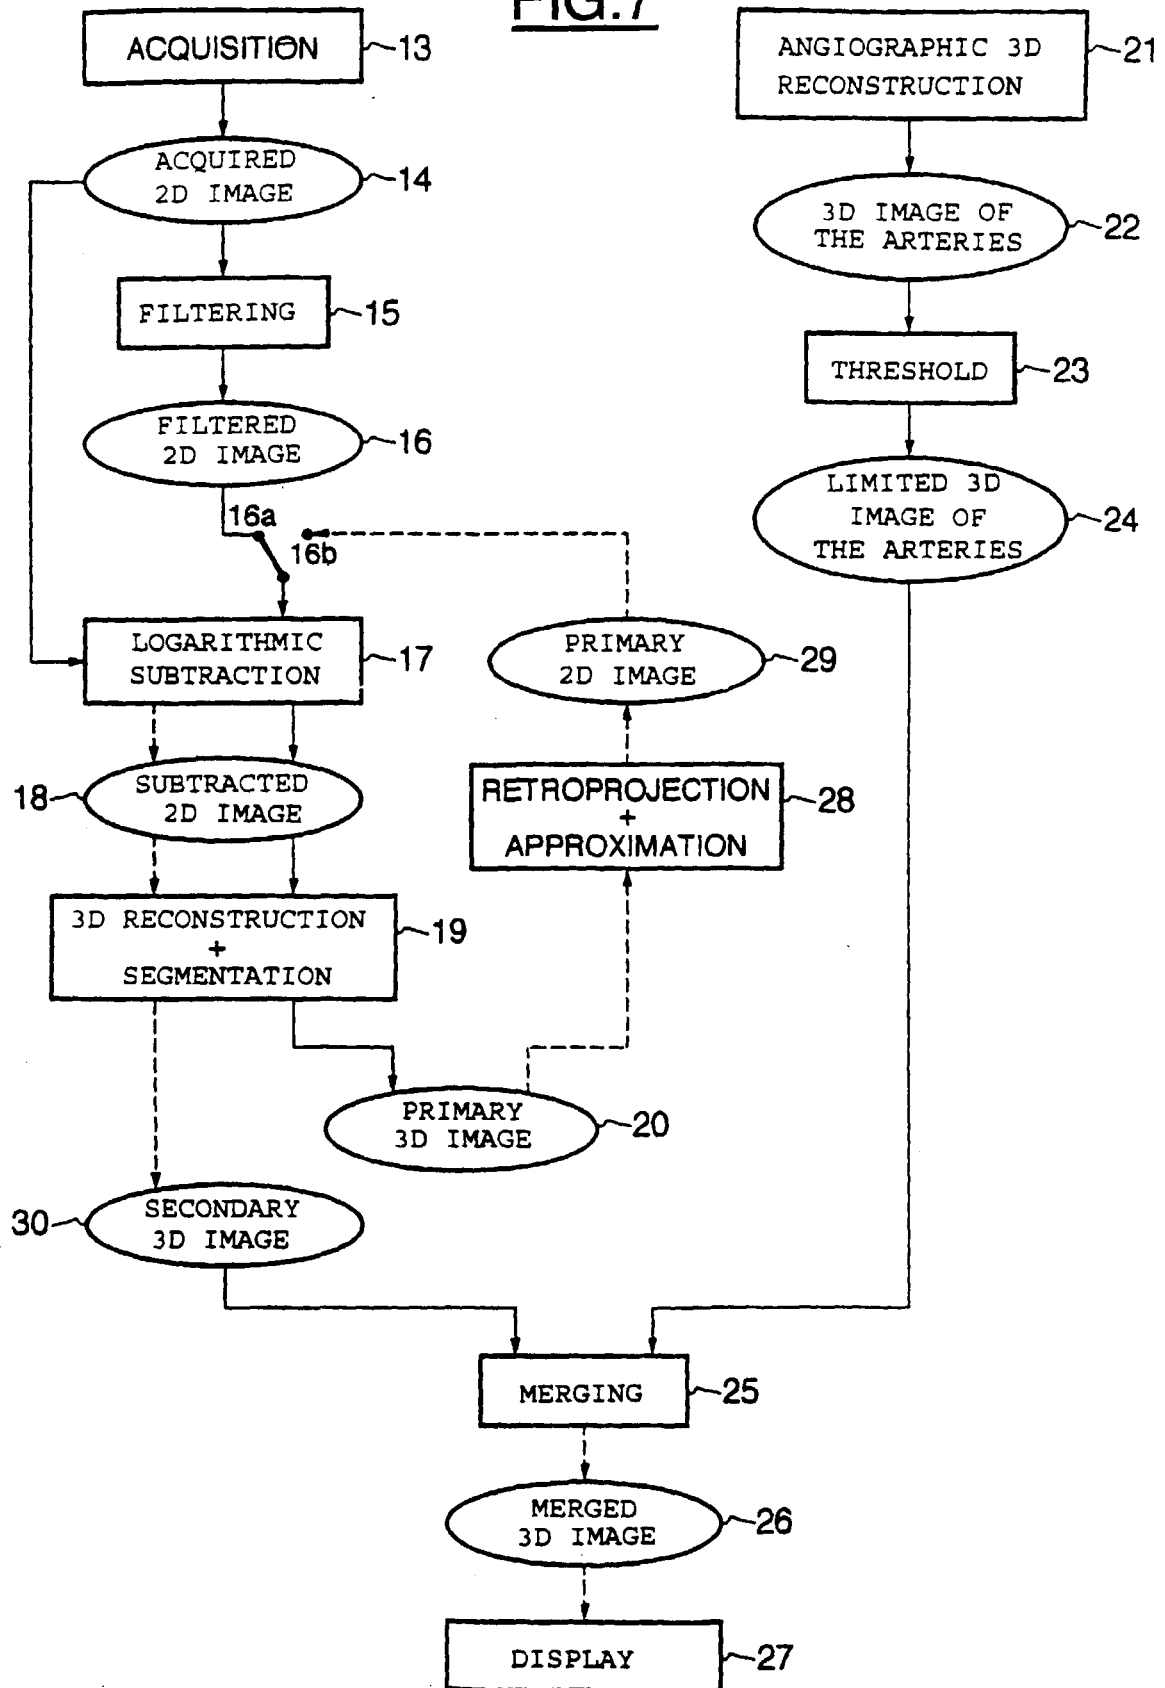 FIG.7
ACQUISITION
13
ACQUIRED
2D IMAGE
14
FILTERING
15
FILTERED
2D IMAGE
16
16a
16b
LOGARITHMIC
SUBTRACTION
17
18
SUBTRACTED
2D IMAGE
3D RECONSTRUCTION
+
SEGMENTATION
19
PRIMARY
3D IMAGE
20
30
SECONDARY
3D IMAGE
PRIMARY
2D IMAGE
29
RETROPROJECTION
+
APPROXIMATION
28
ANGIOGRAPHIC 3D
RECONSTRUCTION
21
3D IMAGE OF
THE ARTERIES
22
THRESHOLD
23
LIMITED 3D
IMAGE OF
THE ARTERIES
24
MERGING
25
MERGED
3D IMAGE
26
DISPLAY
27